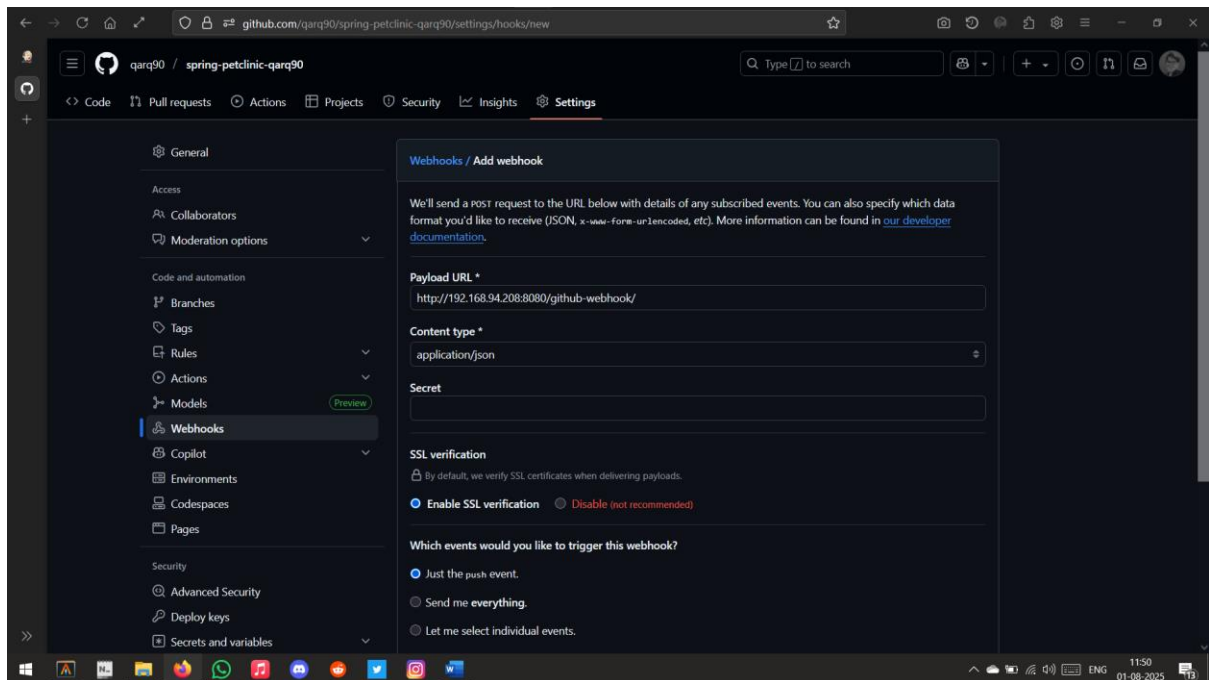 github.com/qarq90/spring-petclinic-qarq90/settings/hooks/new
qarq90 / spring-petclinic-qarq90
Type / to search
Code Pull requests Actions Projects Security Insights Settings
General
Access
Collaborators
Moderation options
Code and automation
Branches
Tags
Rules
Actions
Models Preview
Webhooks
Copilot
Environments
Codespaces
Pages
Security
Advanced Security
Deploy keys
Secrets and variables
Webhooks / Add webhook
We'll send a POST request to the URL below with details of any subscribed events. You can also specify which data
format you'd like to receive (JSON, x-www-form-urlencoded, etc). More information can be found in our developer
documentation.
Payload URL *
http://192.168.94.208:8080/github-webhook/
Content type *
application/json
Secret
SSL verification
By default, we verify SSL certificates when delivering payloads.
Enable SSL verification Disable (not recommended)
Which events would you like to trigger this webhook?
Just the push event.
Send me everything.
Let me select individual events.
ENG
11:50
01-08-2025
13